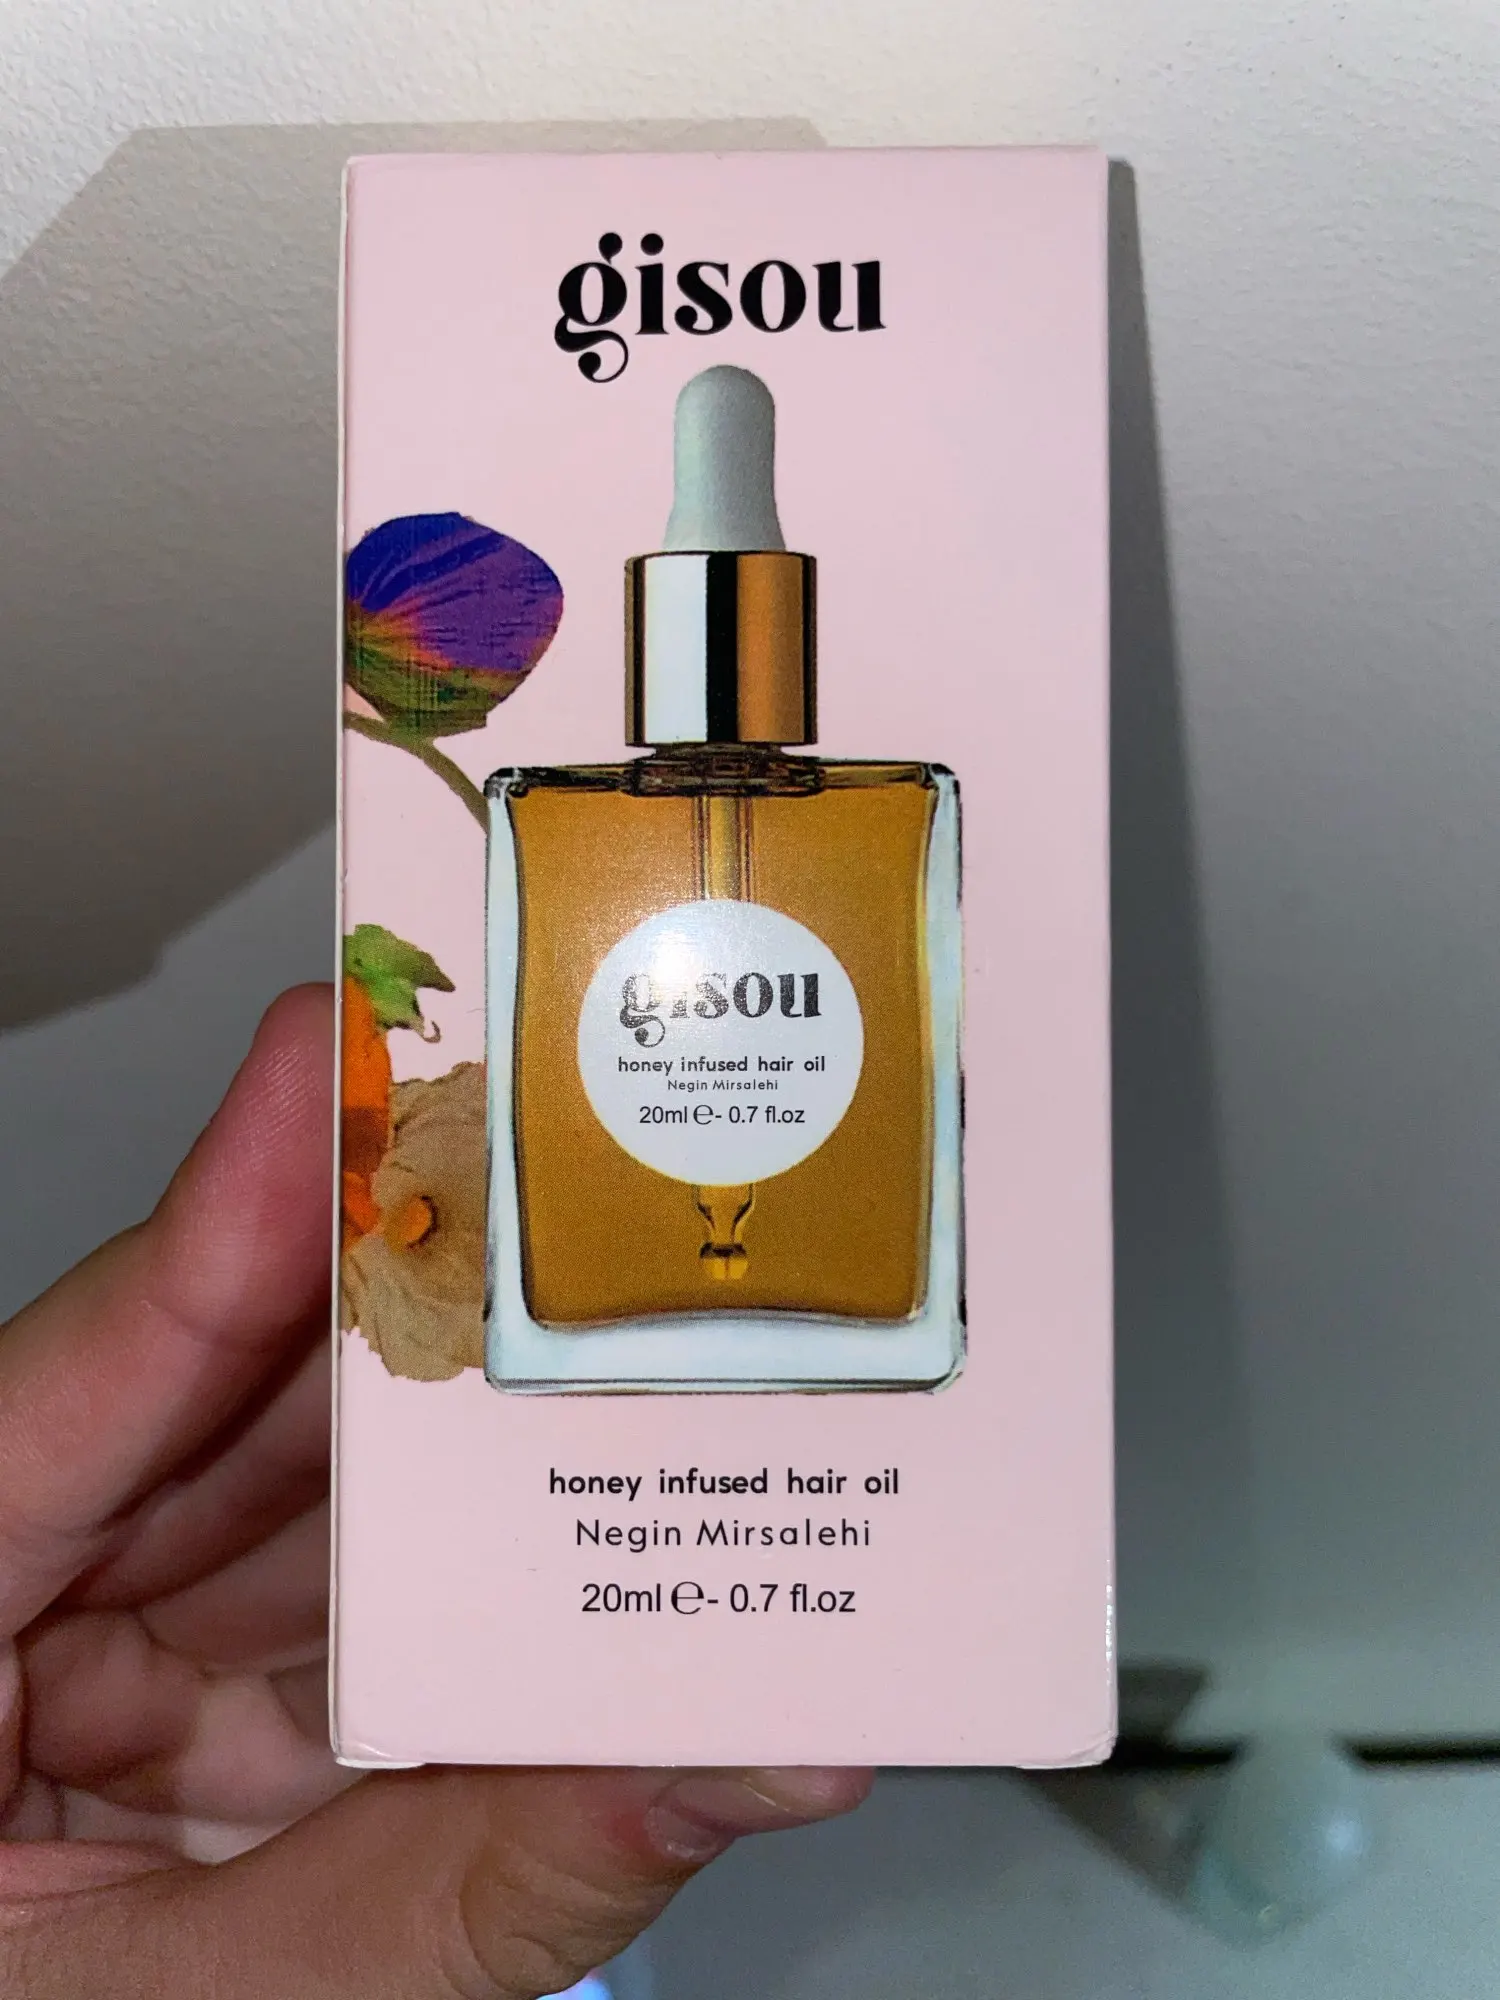 gisou
gisou
honey infused hair oil
Negin Mirsalehi
20ml ℮- 0.7 fl.oz
honey infused hair oil
Negin Mirsalehi
20ml ℮- 0.7 fl.oz